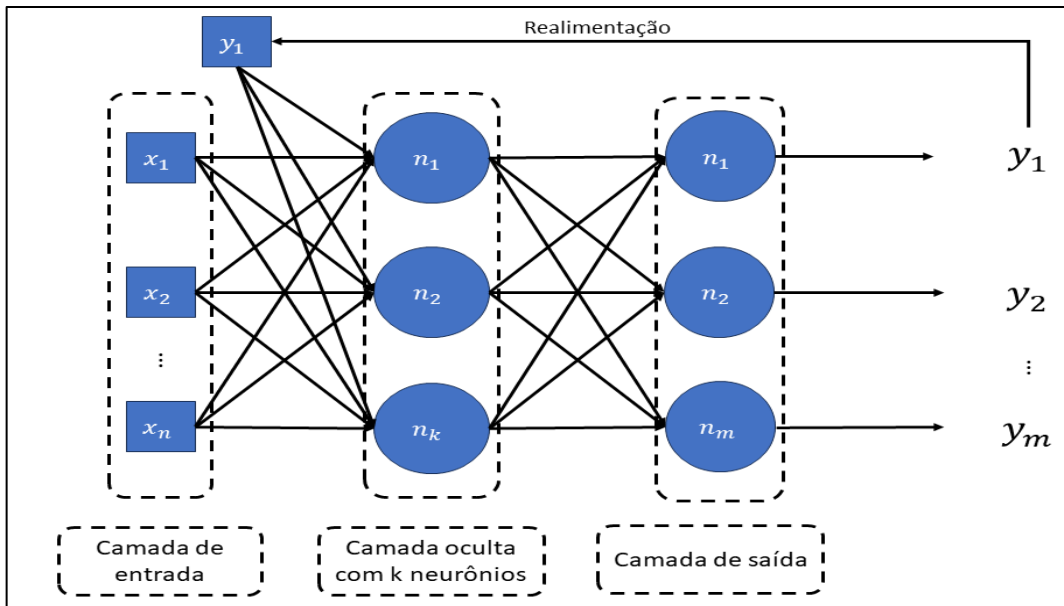 Realimentação
y₁
x₁
n₁
n₁
y₁
x₂
n₂
n₂
y₂
...
...
xₙ
nₖ
nₘ
yₘ
Camada de
entrada
Camada oculta
com k neurônios
Camada de saída